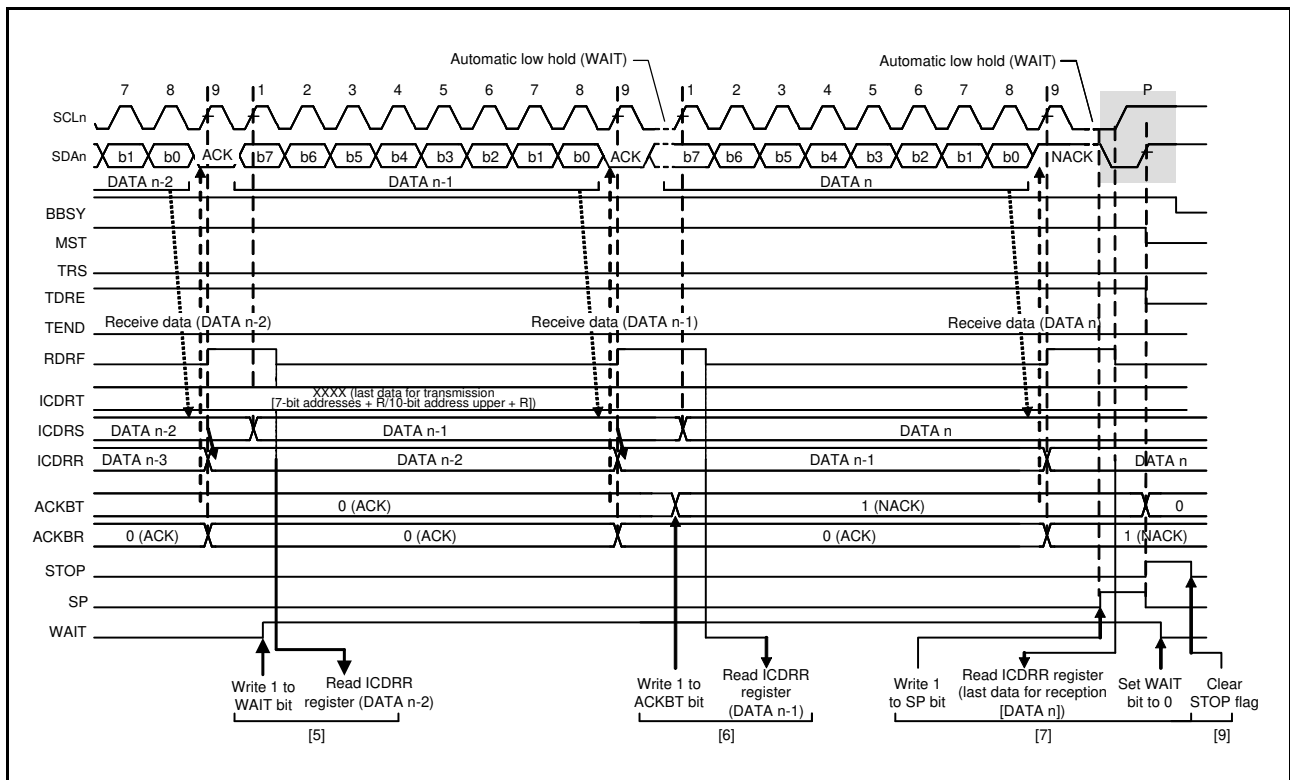 Automatic low hold (WAIT)
Automatic low hold (WAIT)
7 8 9 1 2 3 4 5 6 7 8 9 1 2 3 4 5 6 7 8 9 P
SCLn
SDAn b1 b0 ACK b7 b6 b5 b4 b3 b2 b1 b0 ACK b7 b6 b5 b4 b3 b2 b1 b0 NACK
DATA n-2 DATA n-1 DATA n
BBSY
MST
TRS
TDRE
TEND Receive data (DATA n-2) Receive data (DATA n-1) Receive data (DATA n)
RDRF
ICDRT XXXX (last data for transmission
[7-bit addresses + R/10-bit address upper + R])
ICDRS DATA n-2 DATA n-1 DATA n
ICDRR DATA n-3 DATA n-2 DATA n-1 DATA n
ACKBT 0 (ACK) 1 (NACK) 0
ACKBR 0 (ACK) 0 (ACK) 0 (ACK) 1 (NACK)
STOP
SP
WAIT
Write 1 to
WAIT bit
Read ICDRR
register (DATA n-2)
[5]
Write 1 to
ACKBT bit
Read ICDRR
register
(DATA n-1)
[6]
Write 1
to SP bit
Read ICDRR register
(last data for reception
[DATA n])
Set WAIT
bit to 0
[7]
Clear
STOP flag
[9]